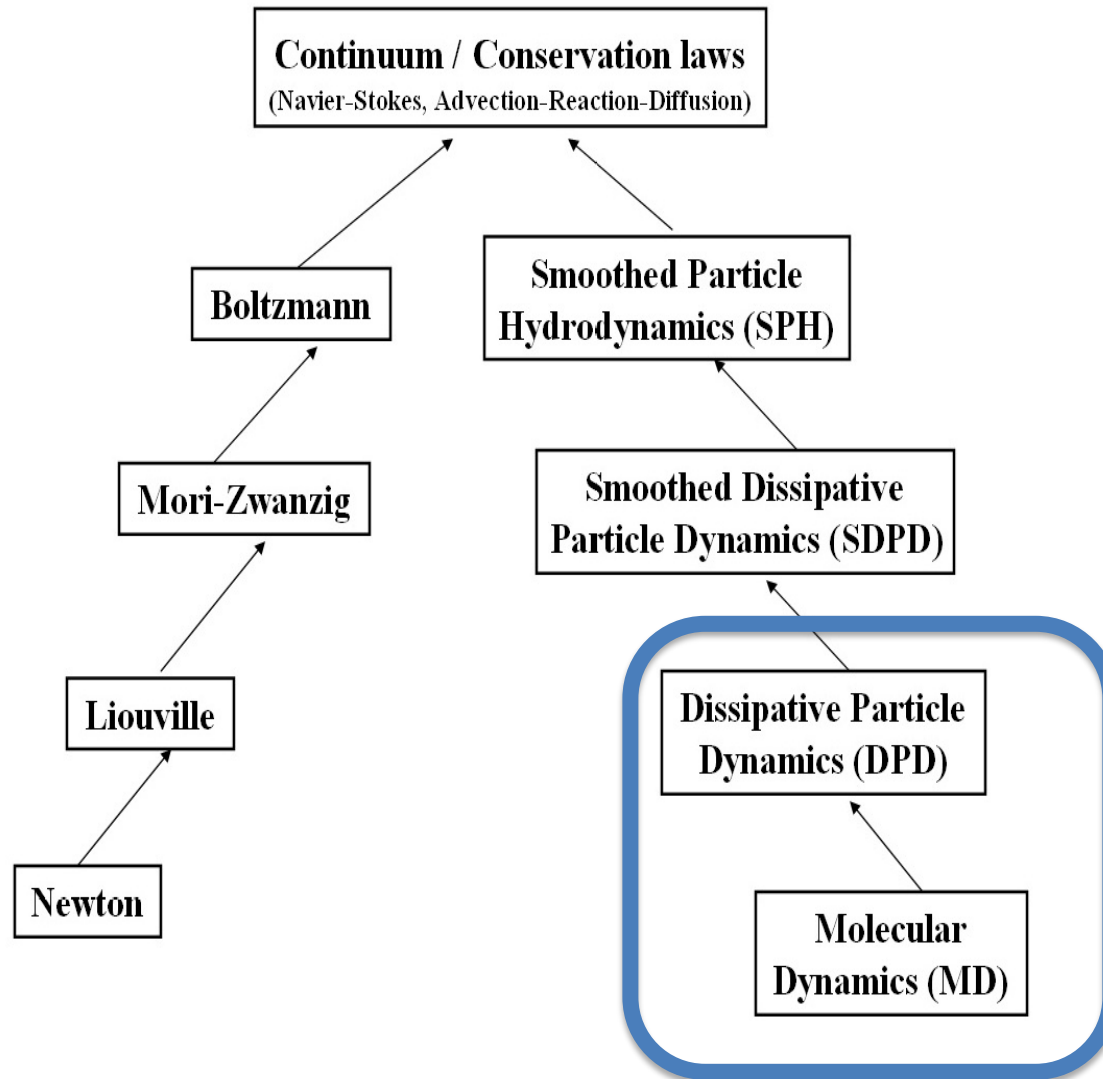 Continuum / Conservation laws
(Navier-Stokes, Advection-Reaction-Diffusion)
Boltzmann
Smoothed Particle
Hydrodynamics (SPH)
Mori-Zwanzig
Smoothed Dissipative
Particle Dynamics (SDPD)
Liouville
Dissipative Particle
Dynamics (DPD)
Newton
Molecular
Dynamics (MD)